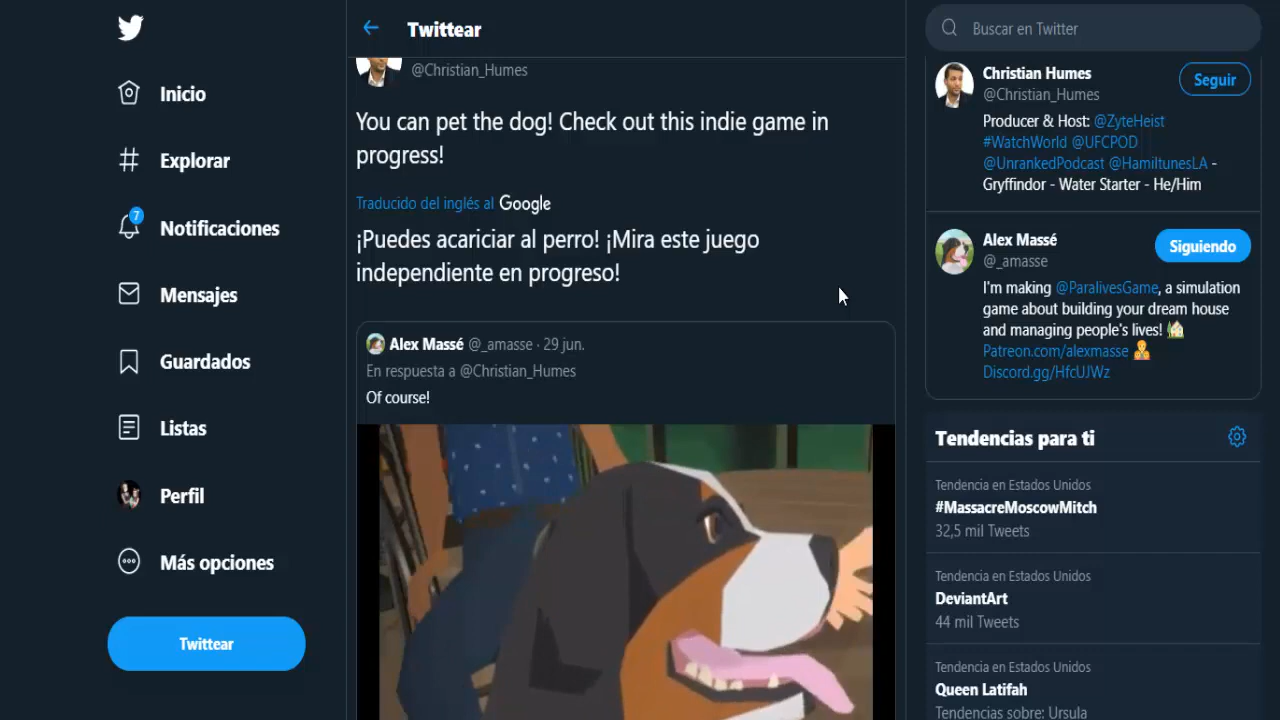 Inicio
Explorar
7
Notificaciones
Mensajes
Guardados
Listas
Perfil
Más opciones
Twittear
Twittear
@Christian_Humes
You can pet the dog! Check out this indie game in
progress!
Traducido del inglés al Google
¡Puedes acariciar al perro! ¡Mira este juego
independiente en progreso!
Alex Massé @_amasse · 29 jun.
En respuesta a @Christian_Humes
Of course!
Buscar en Twitter
Christian Humes
@Christian_Humes
Seguir
Producer & Host: @ZyteHeist
#WatchWorld @UFCPOD
@UnrankedPodcast @HamiltunesLA -
Gryffindor - Water Starter - He/Him
Alex Massé
@_amasse
Siguiendo
I'm making @ParalivesGame, a simulation
game about building your dream house
and managing people's lives! 🏡
Patreon.com/alexmasse
Discord.gg/HfcUJWz
Tendencias para ti
Tendencia en Estados Unidos
#MassacreMoscowMitch
32,5 mil Tweets
Tendencia en Estados Unidos
DeviantArt
44 mil Tweets
Tendencia en Estados Unidos
Queen Latifah
Tendencias sobre: Ursula